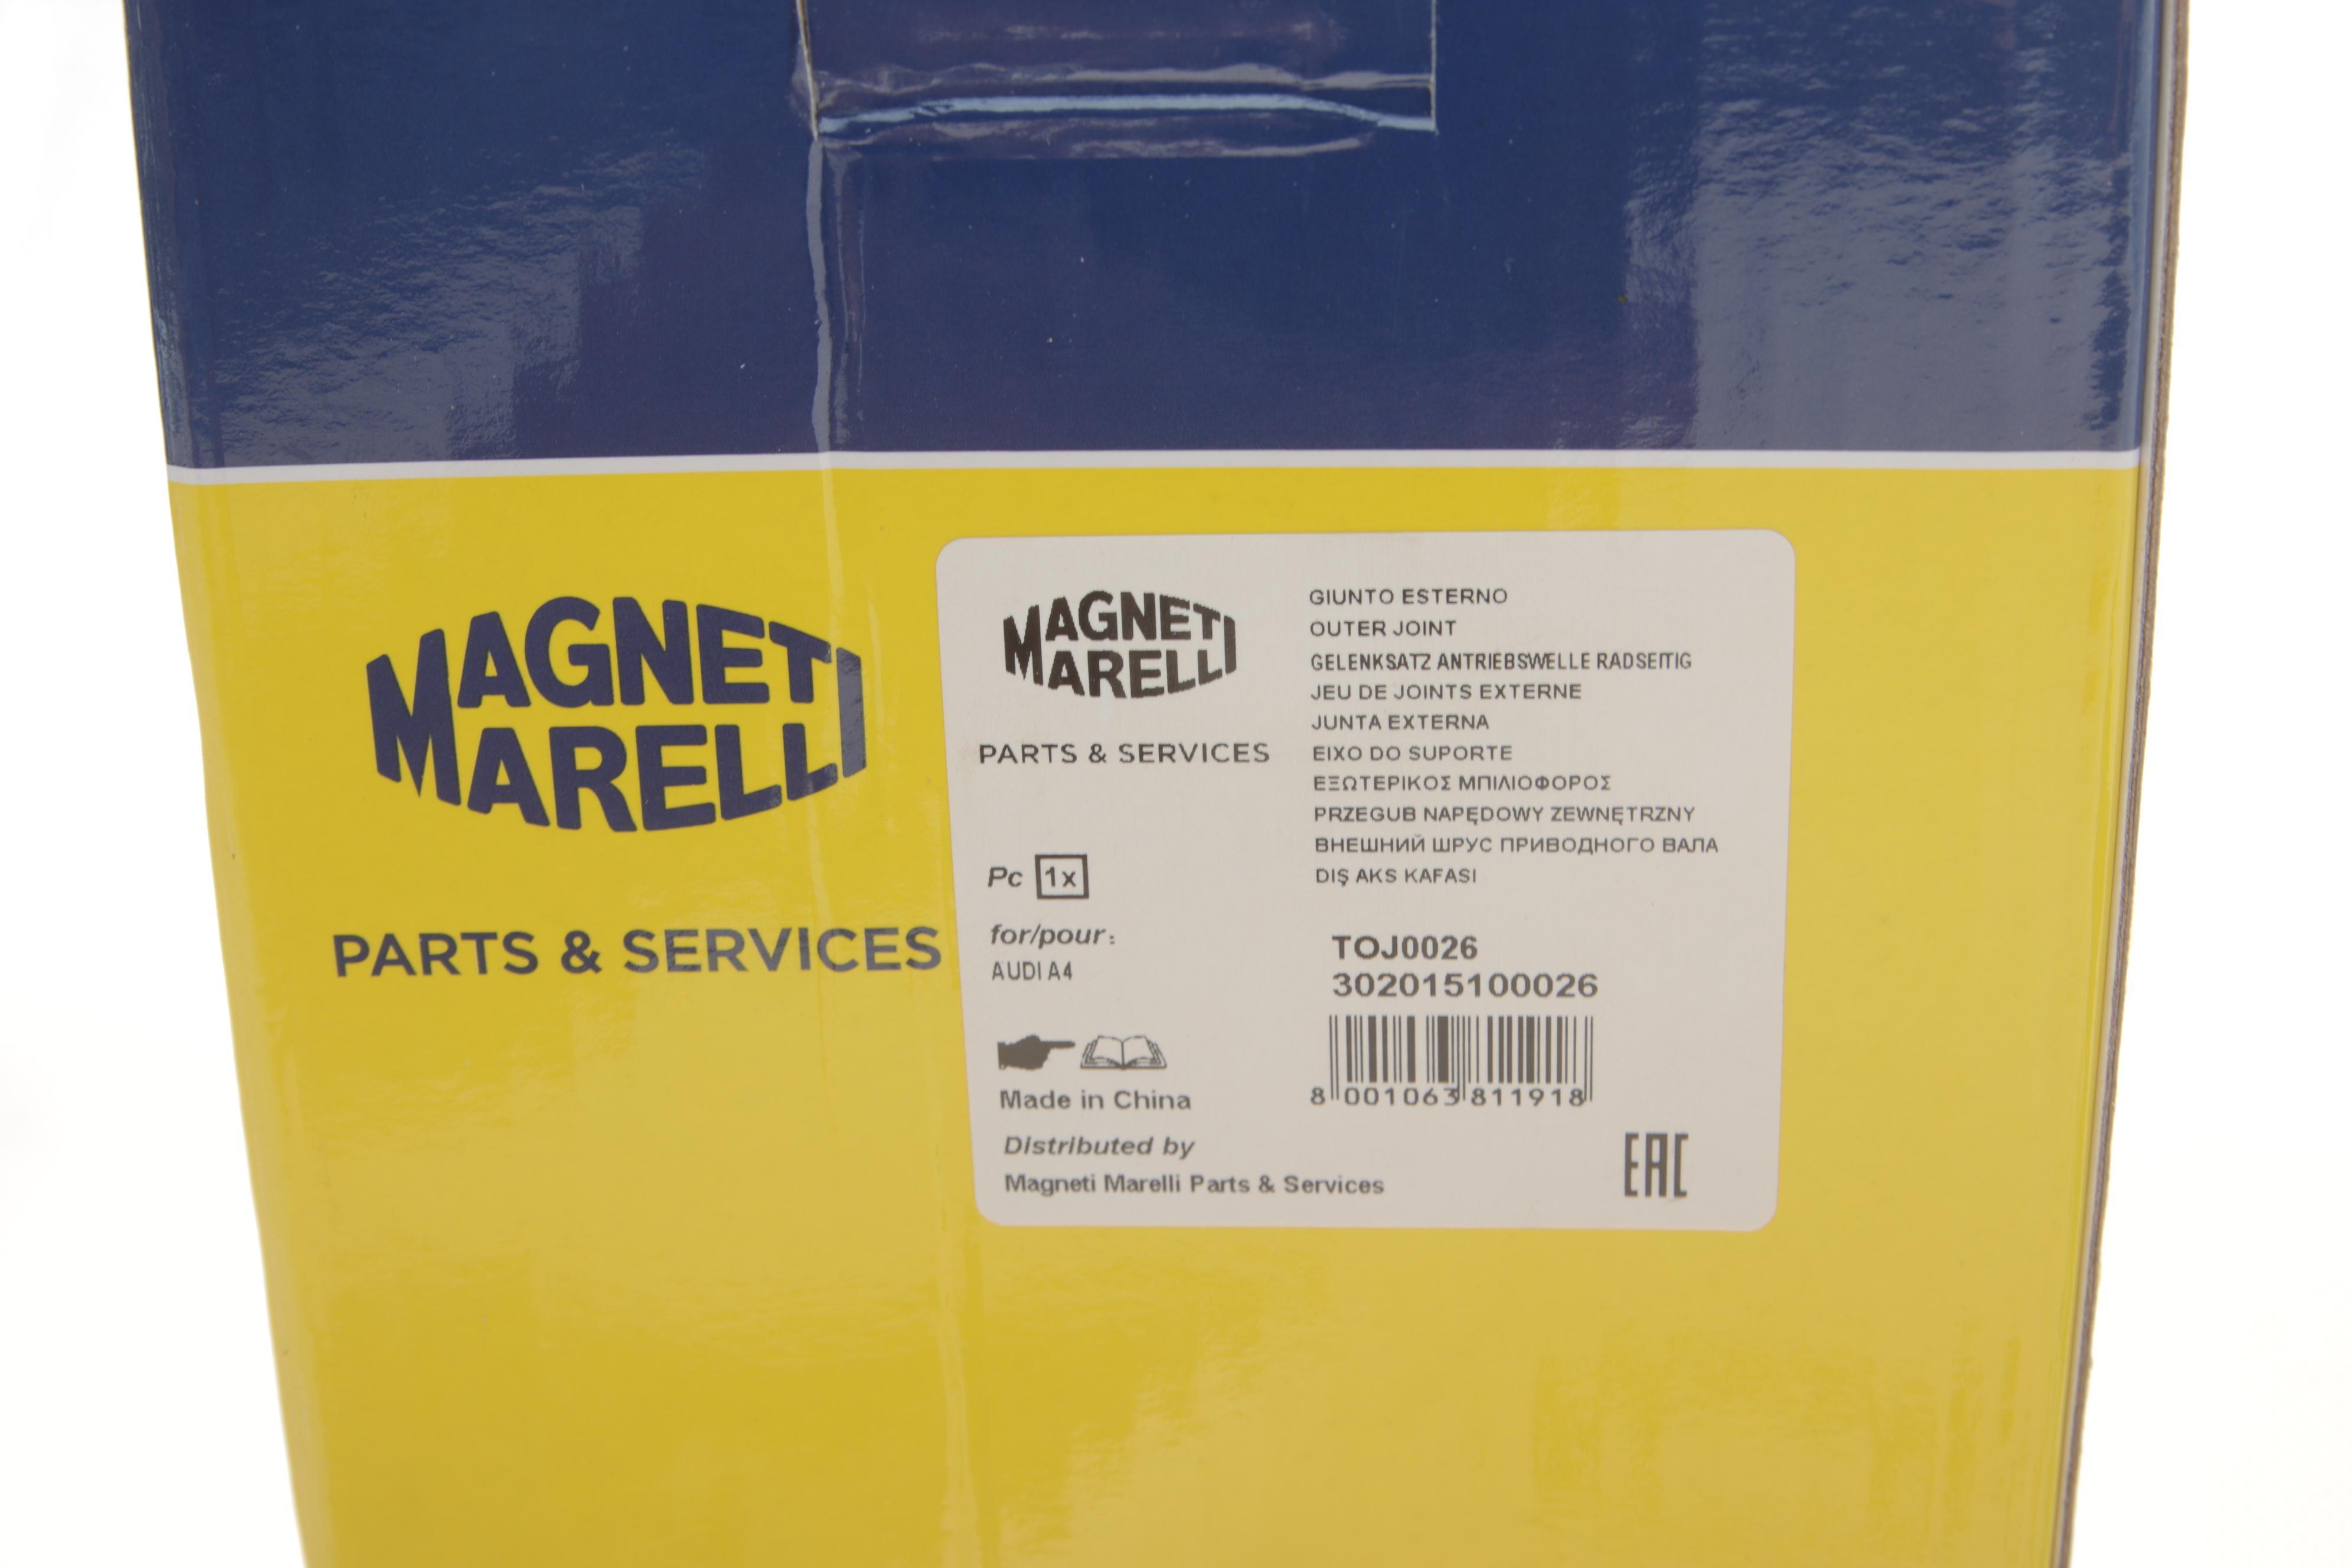 MAGNETI
MARELLI
PARTS & SERVICES
MAGNETI
MARELLI
PARTS & SERVICES
GIUNTO ESTERNO
OUTER JOINT
GELENKSATZ ANTRIEBSWELLE RADSEITIG
JEU DE JOINTS EXTERNE
JUNTA EXTERNA
EIXO DO SUPORTE
ΕΞΩΤΕΡΙΚΟΣ ΜΠΙΛΙΟΦΟΡΟΣ
PRZEGUB NAPĘDOWY ZEWNĘTRZNY
ВНЕШНИЙ ШРУС ПРИВОДНОГО ВАЛА
DIŞ AKS KAFASI
Pc 1x
for/pour:
AUDI A4
TOJ0026
302015100026
8 001063 811918
Made in China
Distributed by
Magneti Marelli Parts & Services
EAC